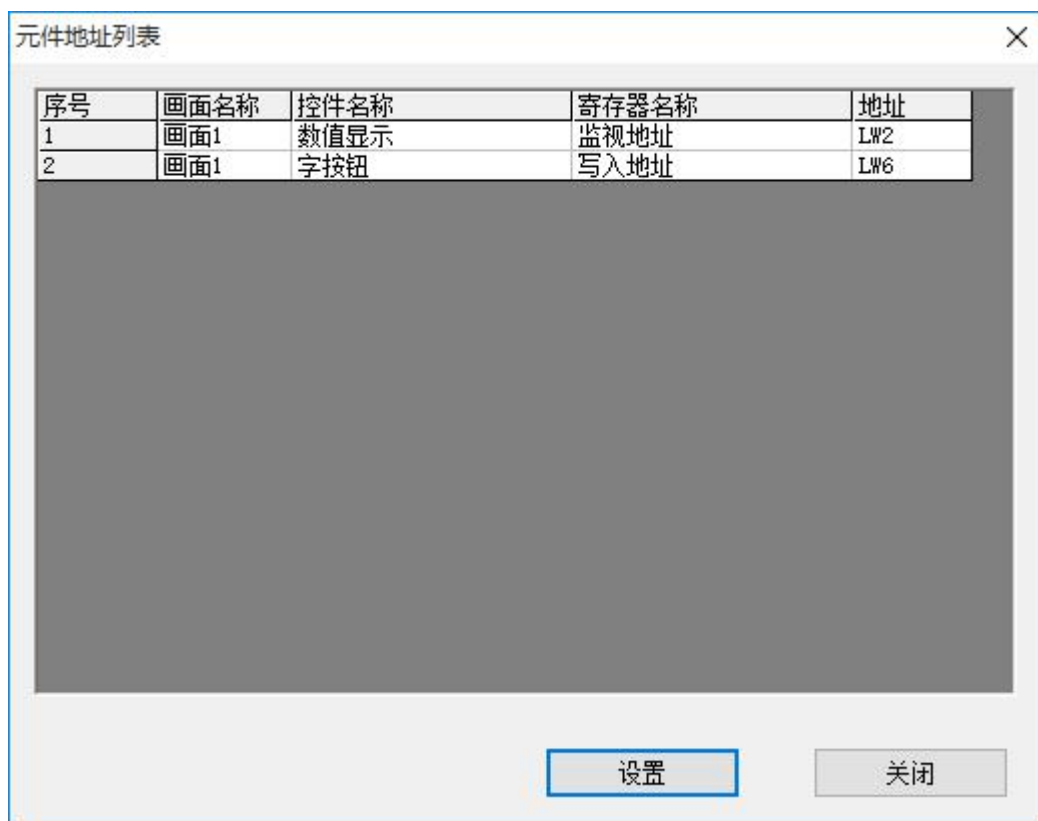 元件地址列表
序号 画面名称 控件名称 寄存器名称 地址
1 画面1 数值显示 监视地址 LW2
2 画面1 字按钮 写入地址 LW6
设置 关闭